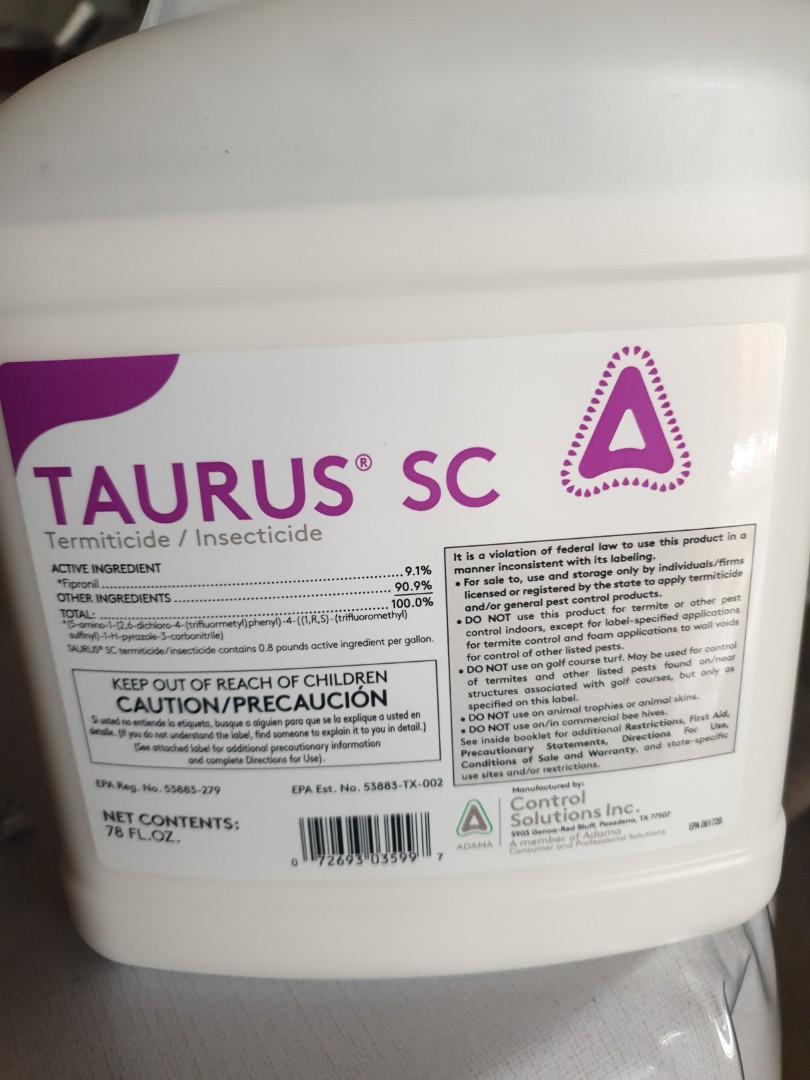 TAURUS® SC
Termiticide / Insecticide
ACTIVE INGREDIENT
*Fipronil .......... 9.1%
OTHER INGREDIENTS .......... 90.9%
TOTAL: .......... 100.0%
*(5-amino-1-(2,6-dichloro-4-(trifluormetyl)phenyl)-4-((1,R,S)-(trifluoromethyl)
sulfinyl)-1-H-pyrazole-3-carbonitrile)
TAURUS® SC termiticide/insecticide contains 0.8 pounds active ingredient per gallon.
KEEP OUT OF REACH OF CHILDREN
CAUTION/PRECAUCIÓN
Si usted no entiende la etiqueta, busque a alguien para que se la explique a usted en
detalle. (If you do not understand the label, find someone to explain it to you in detail.)
(See attached label for additional precautionary information
and complete Directions for Use).
EPA Reg. No. 53883-279
EPA Est. No. 53883-TX-002
NET CONTENTS:
78 FL.OZ.
0 72693 03599 7
It is a violation of federal law to use this product in a
manner inconsistent with its labeling.
• For sale to, use and storage only by individuals/firms
licensed or registered by the state to apply termiticide
and/or general pest control products.
• DO NOT use this product for termite or other pest
control indoors, except for label-specified applications
for termite control and foam applications to wall voids
for control of other listed pests.
• DO NOT use on golf course turf. May be used for control
of termites and other listed pests found on/near
structures associated with golf courses, but only as
specified on this label.
• DO NOT use on animal trophies or animal skins.
• DO NOT use on/in commercial bee hives.
See inside booklet for additional Restrictions, First Aid,
Precautionary Statements, Directions For Use,
Conditions of Sale and Warranty, and state-specific
use sites and/or restrictions.
ADAMA
Manufactured by:
Control
Solutions Inc.
5903 Genoa-Red Bluff, Pasadena, TX 77507
A member of Adama
Consumer and Professional Solutions
EPA 061720